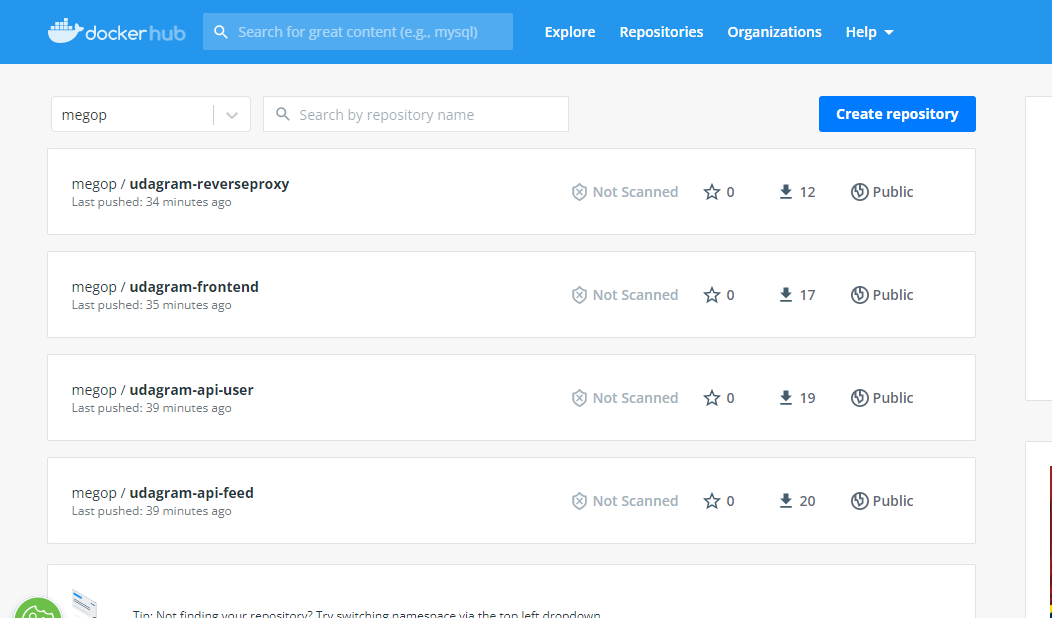 dockerhub
Search for great content (e.g., mysql)
Explore
Repositories
Organizations
Help
megop
Search by repository name
Create repository
megop / udagram-reverseproxy
Last pushed: 34 minutes ago
Not Scanned
0
12
Public
megop / udagram-frontend
Last pushed: 35 minutes ago
Not Scanned
0
17
Public
megop / udagram-api-user
Last pushed: 39 minutes ago
Not Scanned
0
19
Public
megop / udagram-api-feed
Last pushed: 39 minutes ago
Not Scanned
0
20
Public
Tip: Not finding your repository? Try switching namespace via the top left dropdown.